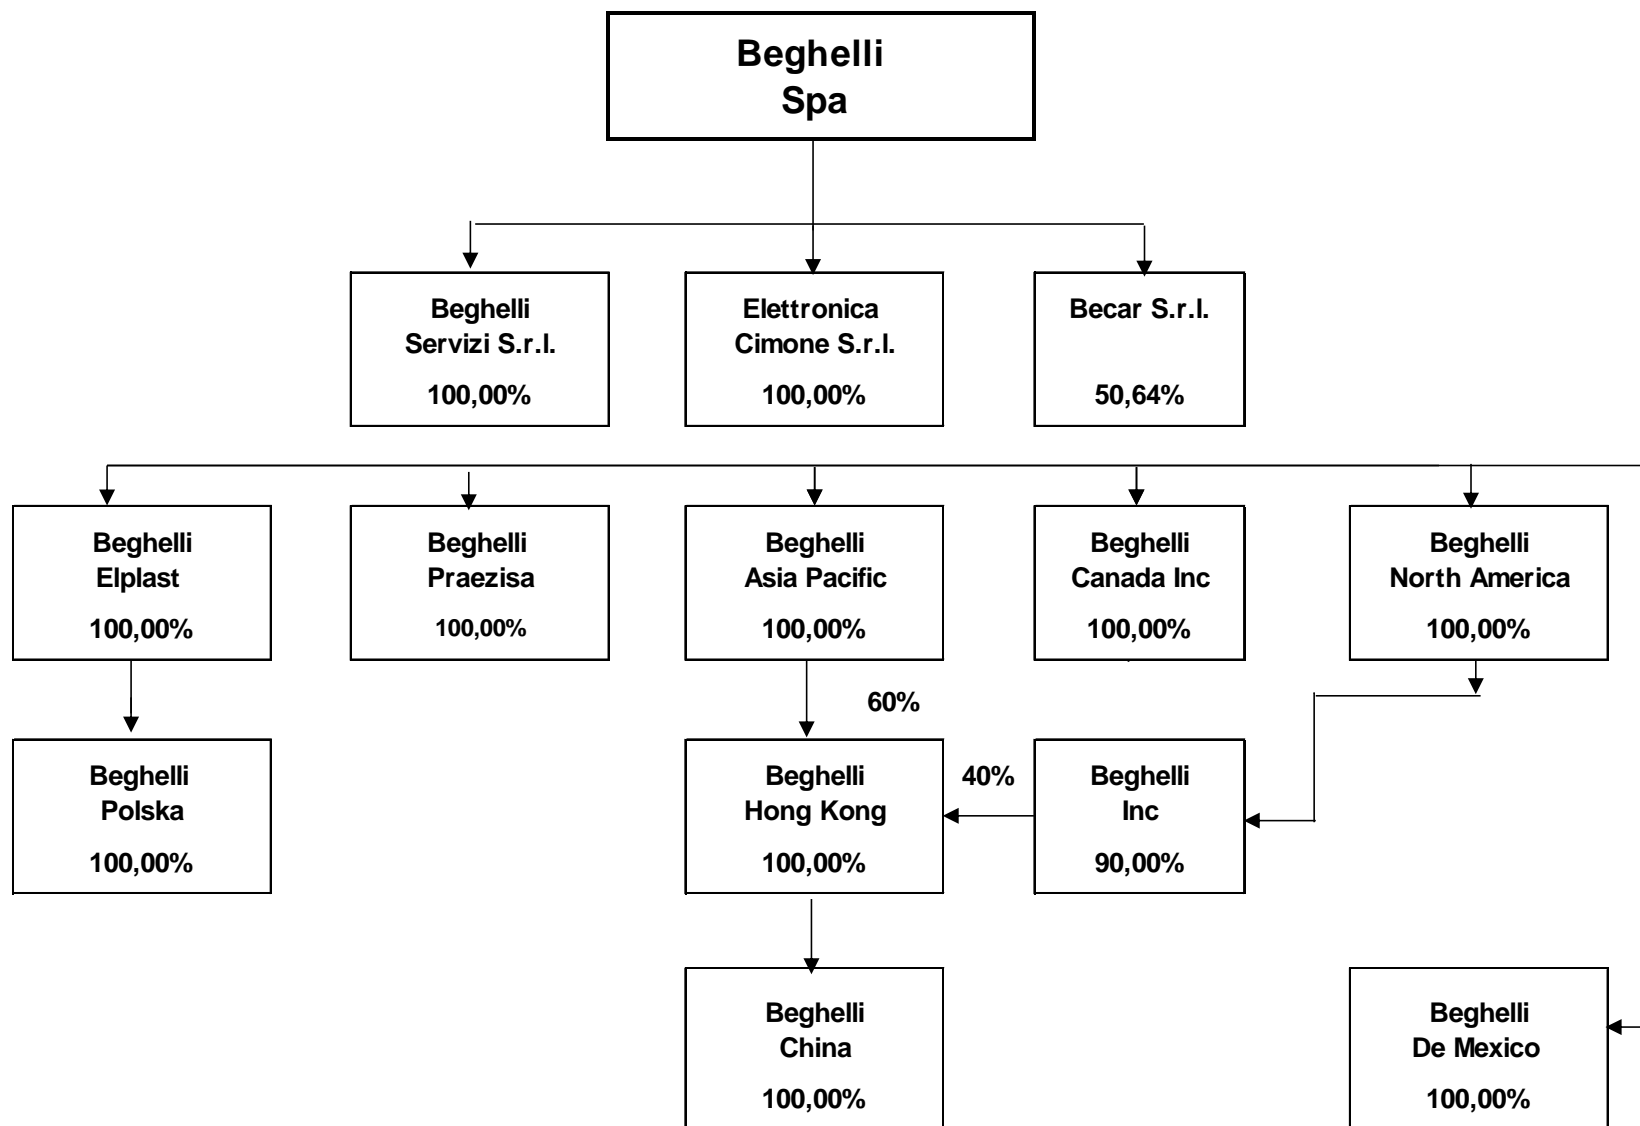 Beghelli
Spa
Beghelli
Servizi S.r.l.
100,00%
Elettronica
Cimone S.r.l.
100,00%
Becar S.r.l.
50,64%
Beghelli
Elplast
100,00%
Beghelli
Praezisa
100,00%
Beghelli
Asia Pacific
100,00%
Beghelli
Canada Inc
100,00%
Beghelli
North America
100,00%
60%
Beghelli
Polska
100,00%
Beghelli
Hong Kong
100,00%
40%
Beghelli
Inc
90,00%
Beghelli
China
100,00%
Beghelli
De Mexico
100,00%